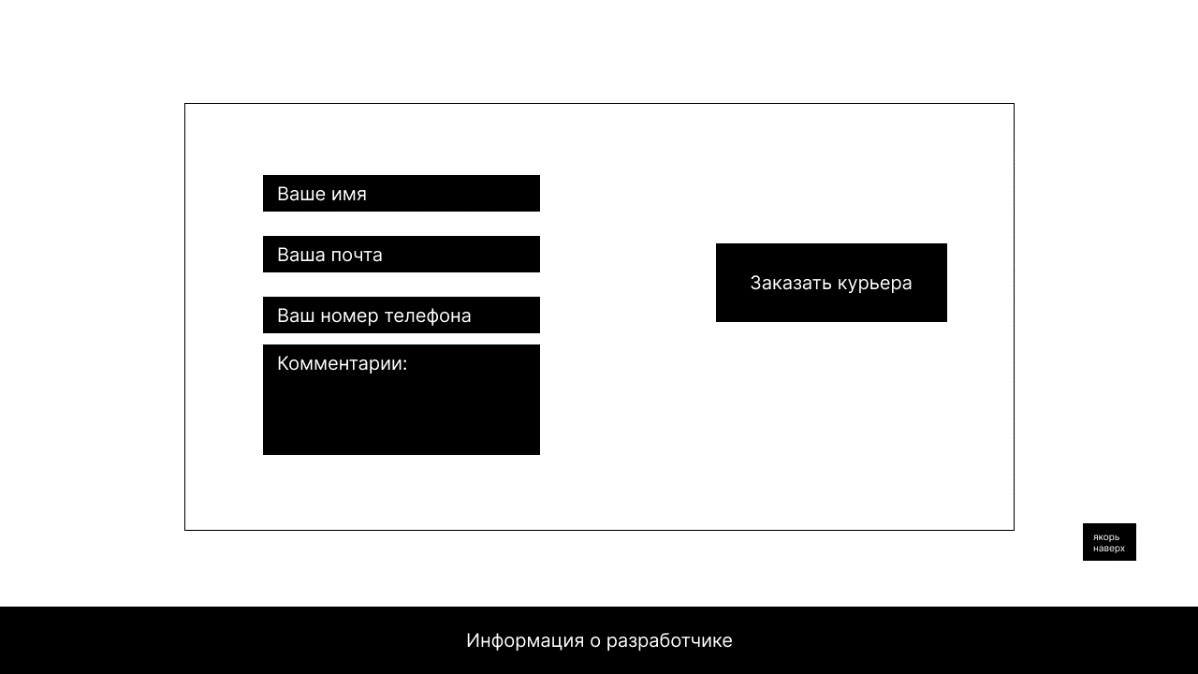 Ваше имя
Ваша почта
Ваш номер телефона
Комментарии:
Заказать курьера
якорь
наверх
Информация о разработчике